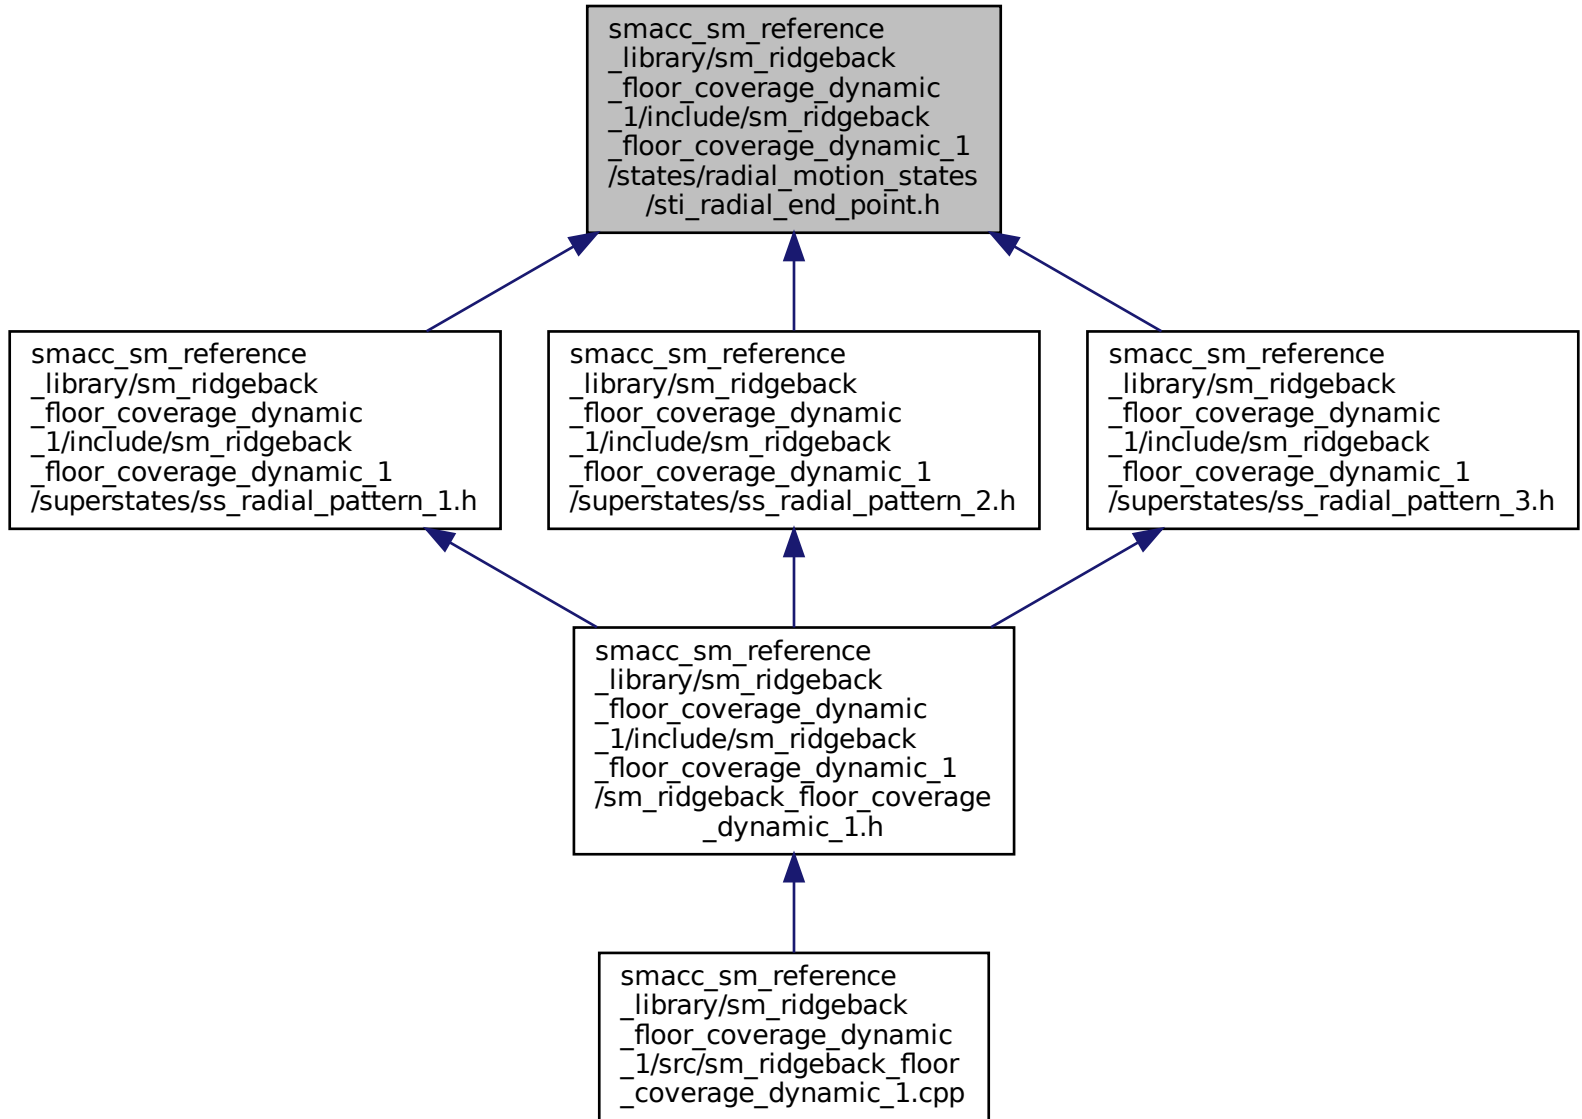 smacc_sm_reference
_library/sm_ridgeback
_floor_coverage_dynamic
_1/include/sm_ridgeback
_floor_coverage_dynamic_1
/states/radial_motion_states
/sti_radial_end_point.h
smacc_sm_reference
_library/sm_ridgeback
_floor_coverage_dynamic
_1/include/sm_ridgeback
_floor_coverage_dynamic_1
/superstates/ss_radial_pattern_1.h
smacc_sm_reference
_library/sm_ridgeback
_floor_coverage_dynamic
_1/include/sm_ridgeback
_floor_coverage_dynamic_1
/superstates/ss_radial_pattern_2.h
smacc_sm_reference
_library/sm_ridgeback
_floor_coverage_dynamic
_1/include/sm_ridgeback
_floor_coverage_dynamic_1
/superstates/ss_radial_pattern_3.h
smacc_sm_reference
_library/sm_ridgeback
_floor_coverage_dynamic
_1/include/sm_ridgeback
_floor_coverage_dynamic_1
/sm_ridgeback_floor_coverage
_dynamic_1.h
smacc_sm_reference
_library/sm_ridgeback
_floor_coverage_dynamic
_1/src/sm_ridgeback_floor
_coverage_dynamic_1.cpp